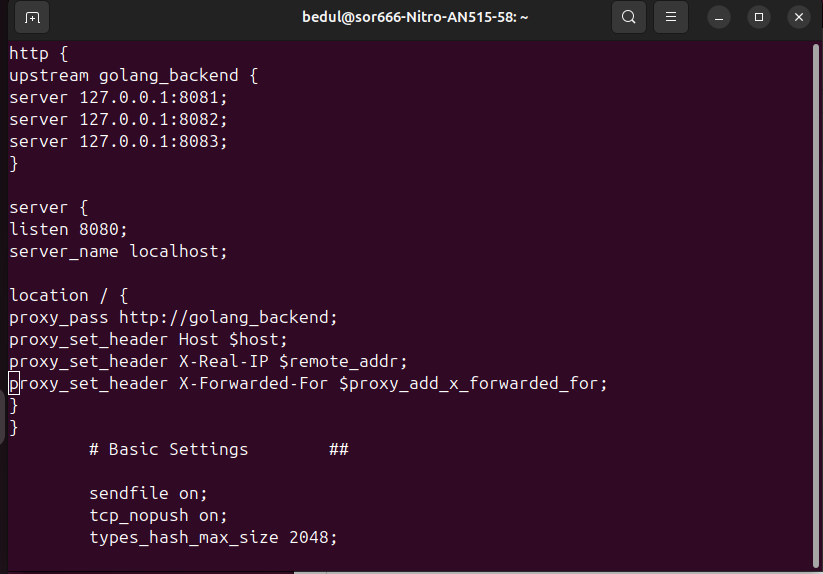 bedul@sor666-Nitro-AN515-58: ~
http {
upstream golang_backend {
server 127.0.0.1:8081;
server 127.0.0.1:8082;
server 127.0.0.1:8083;
}

server {
listen 8080;
server_name localhost;

location / {
proxy_pass http://golang_backend;
proxy_set_header Host $host;
proxy_set_header X-Real-IP $remote_addr;
proxy_set_header X-Forwarded-For $proxy_add_x_forwarded_for;
}
}
        # Basic Settings        ##

        sendfile on;
        tcp_nopush on;
        types_hash_max_size 2048;